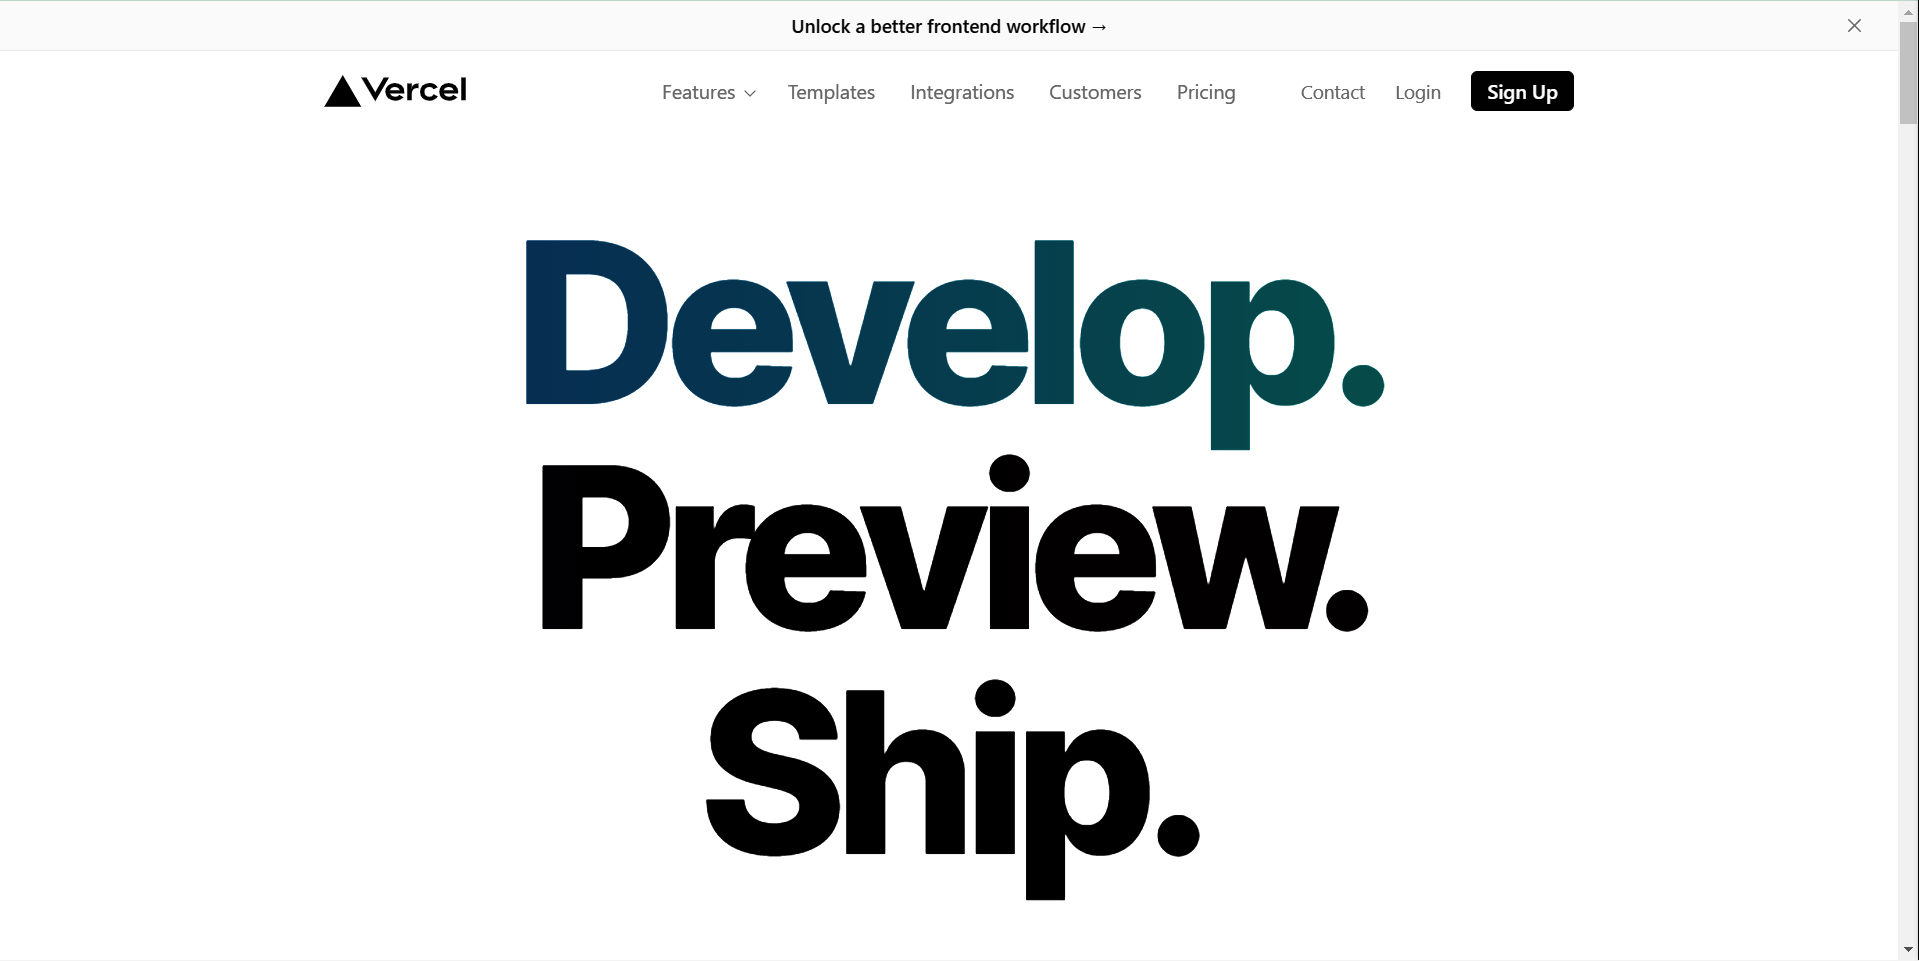 Unlock a better frontend workflow →
Vercel Features Templates Integrations Customers Pricing Contact Login Sign Up
Develop.
Preview.
Ship.